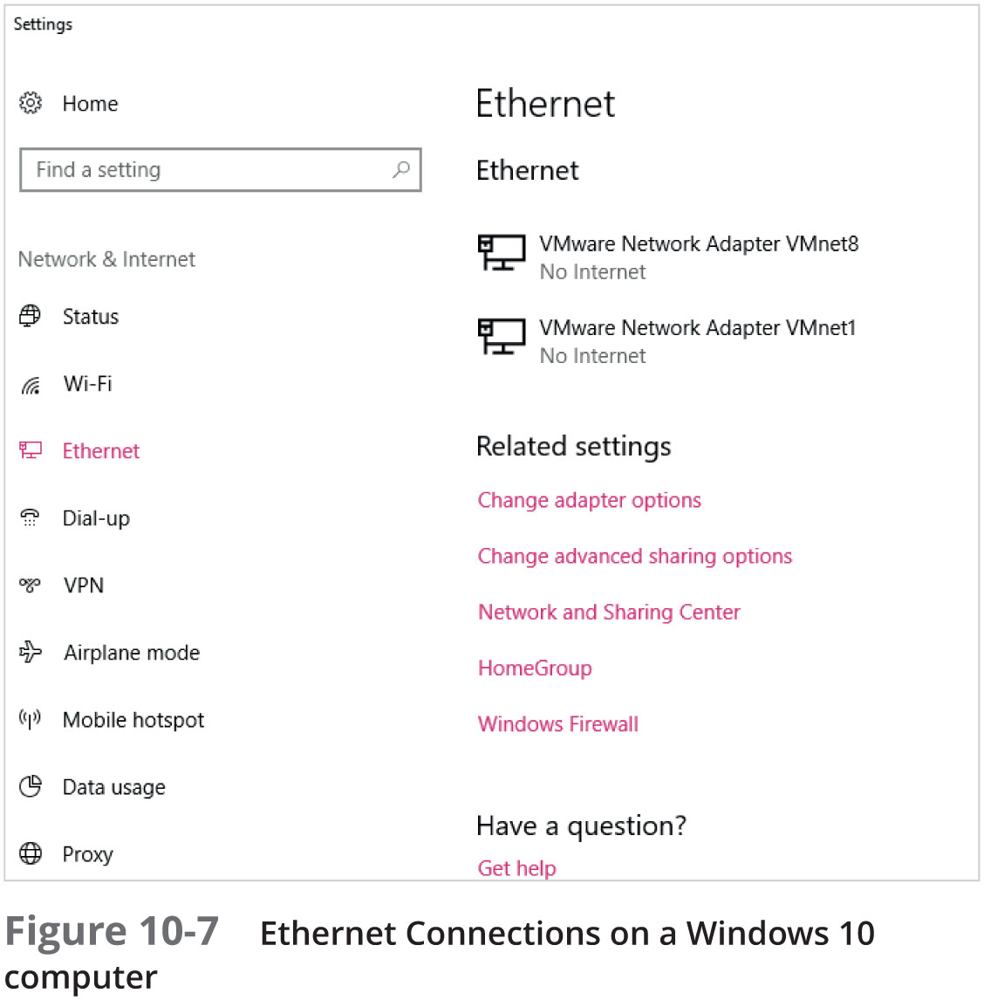 Settings
Home
Find a setting
Network & Internet
Status
Wi-Fi
Ethernet
Dial-up
VPN
Airplane mode
Mobile hotspot
Data usage
Proxy
Ethernet
Ethernet
VMware Network Adapter VMnet8
No Internet
VMware Network Adapter VMnet1
No Internet
Related settings
Change adapter options
Change advanced sharing options
Network and Sharing Center
HomeGroup
Windows Firewall
Have a question?
Get help
Figure 10-7 Ethernet Connections on a Windows 10
computer